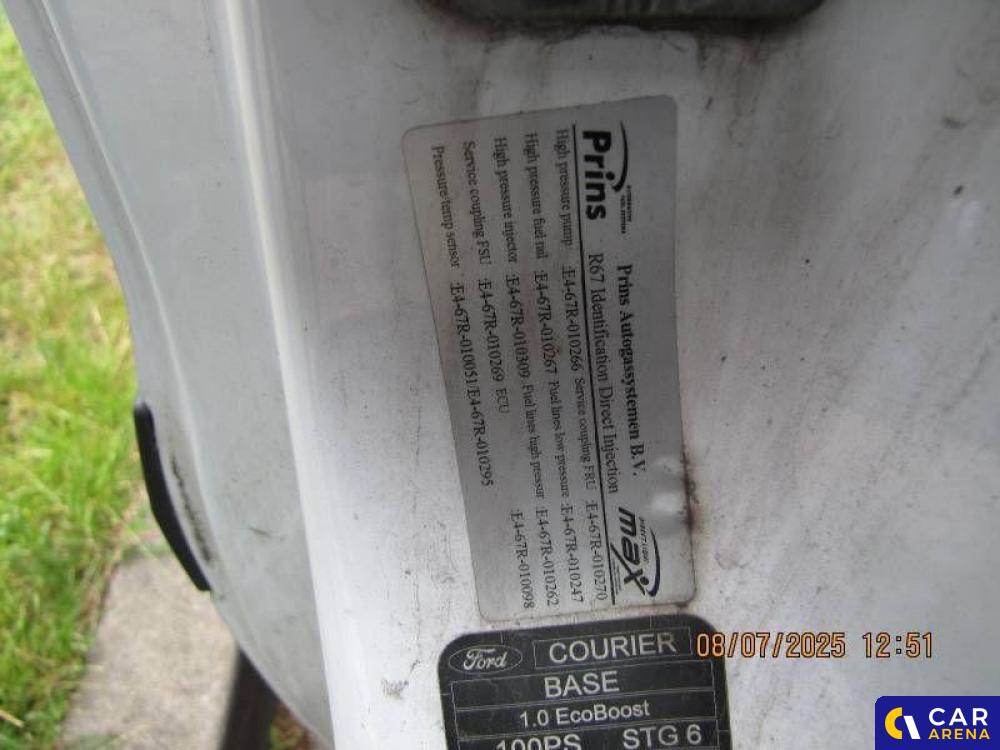 Prins
Prins Autogassystemen B.V.
R67 Identification Direct Injection
max
High pressure pump :E4-67R-010266 Service coupling FRU :E4-67R-010270
High pressure fuel rail :E4-67R-010267 Fuel lines low pressure :E4-67R-010247
High pressure injector :E4-67R-010309 Fuel lines high pressur :E4-67R-010262
Service coupling FSU :E4-67R-010269 ECU :E4-67R-010098
Pressure/temp sensor :E4-67R-010051/E4-67R-010295
Ford COURIER
BASE
1.0 EcoBoost
100PS STG 6
08/07/2025 12:51
CAR
ARENA